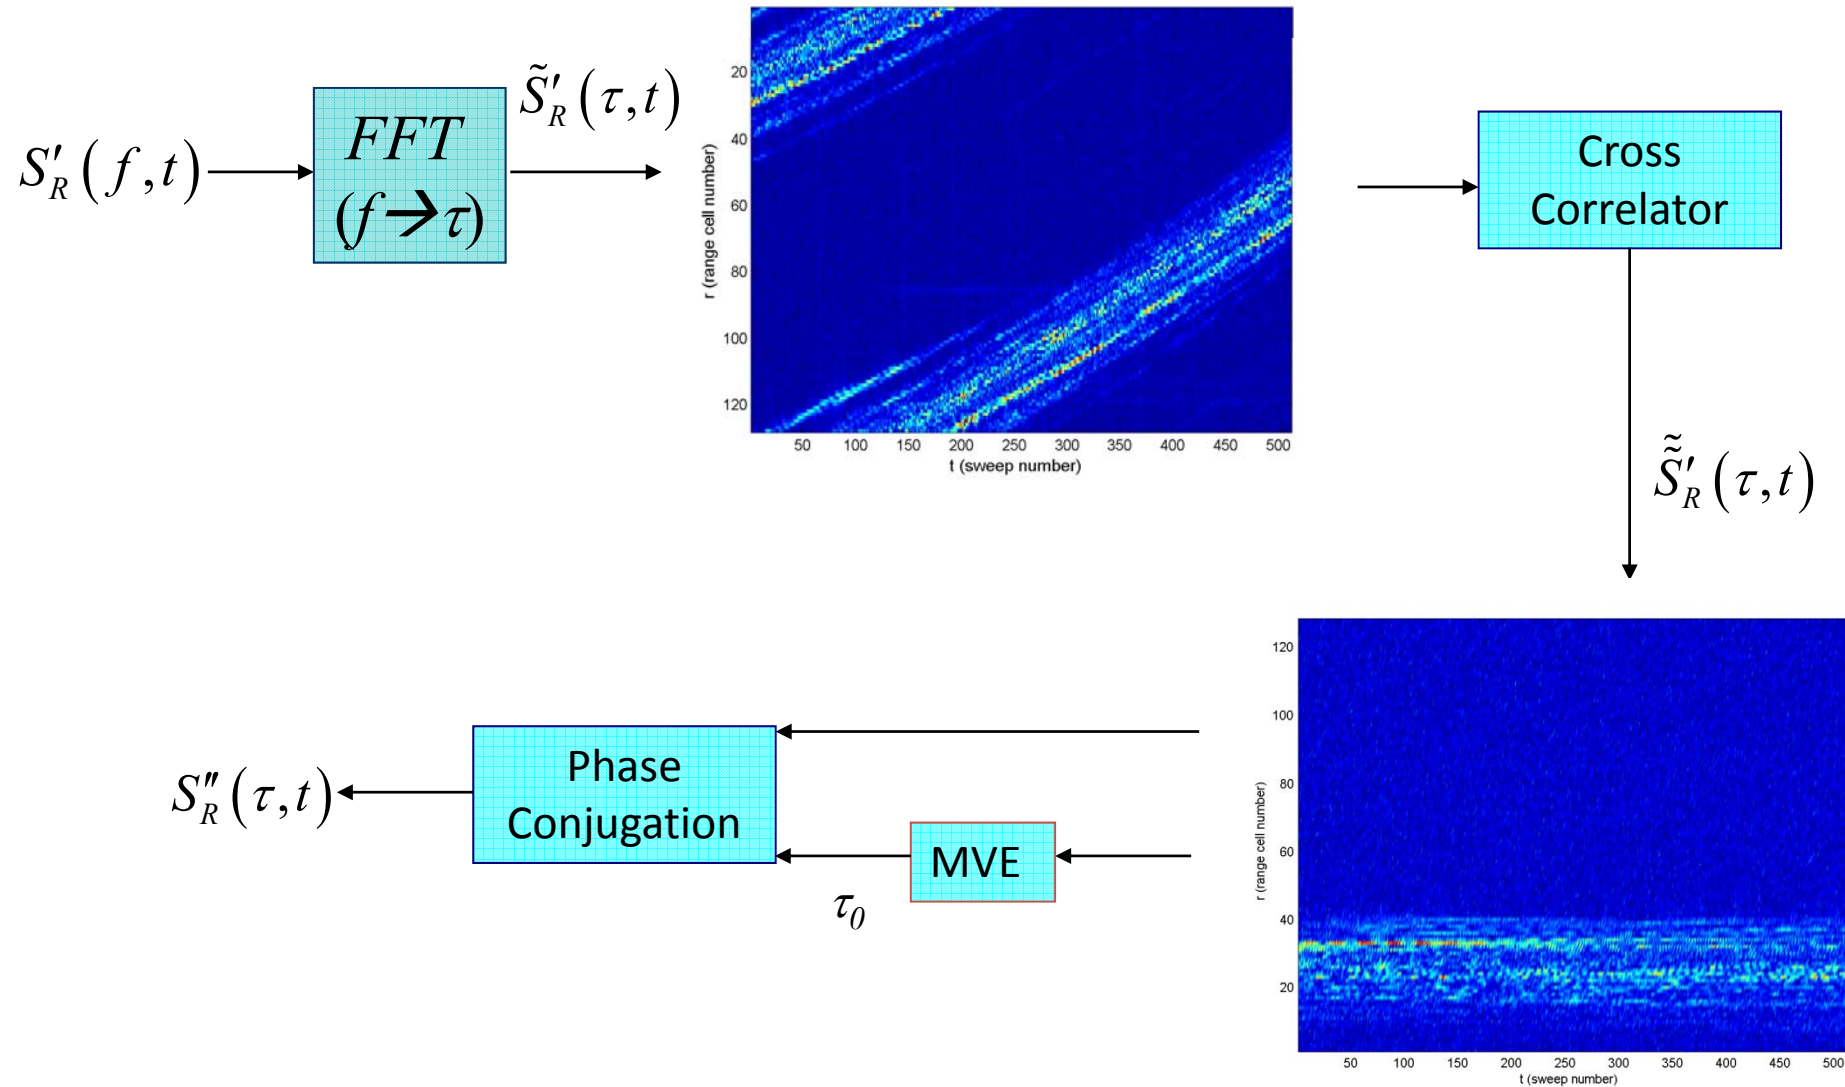 S′_R (f, t)
FFT
(f→τ)
S̃′_R (τ, t)
20
40
60
80
100
120
r (range cell number)
50 100 150 200 250 300 350 400 450 500
t (sweep number)
Cross
Correlator
S̃̃′_R (τ, t)
120
100
80
60
40
20
r (range cell number)
50 100 150 200 250 300 350 400 450 500
t (sweep number)
MVE
τ₀
Phase
Conjugation
S″_R (τ, t)